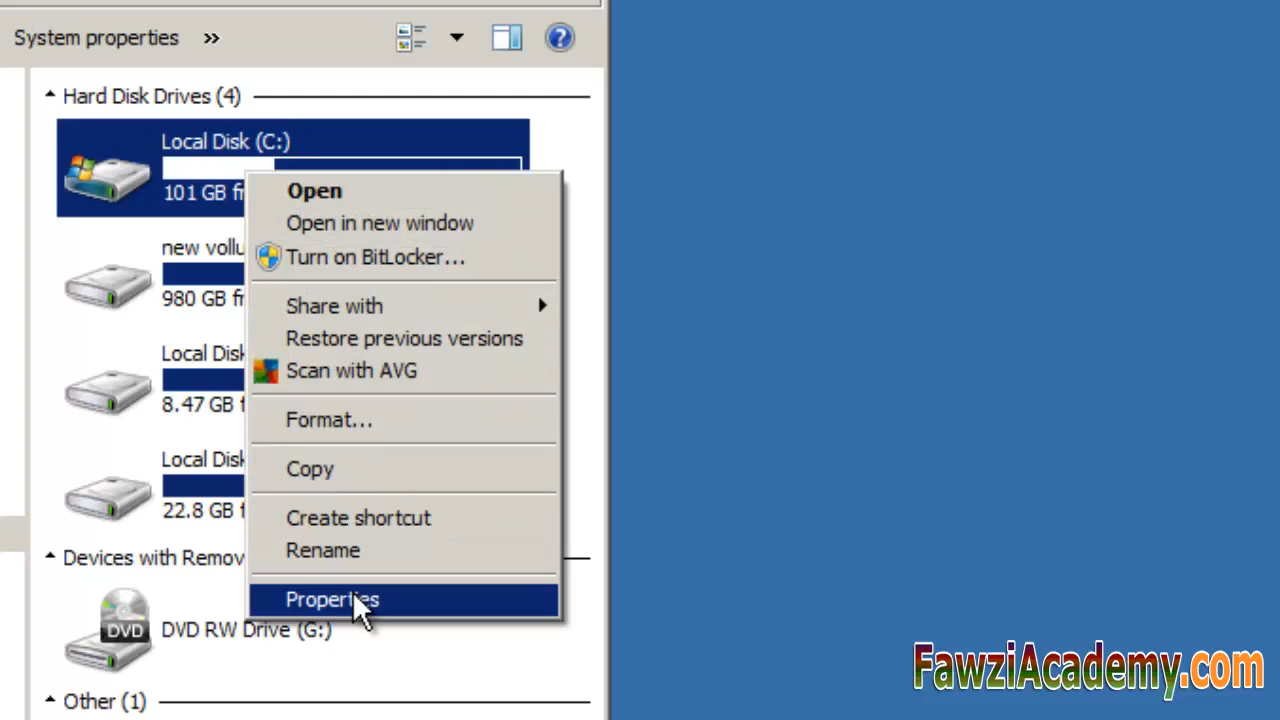 System properties »
Hard Disk Drives (4)
Local Disk (C:)
101 GB
Open
Open in new window
Turn on BitLocker...
Share with
Restore previous versions
Scan with AVG
Format...
Copy
Create shortcut
Rename
Properties
new
980 GB
Local Disk
8.47 GB
Local Disk
22.8 GB
Devices with
DVD
DVD RW Drive (G:)
Other (1)
FawziAcademy.com